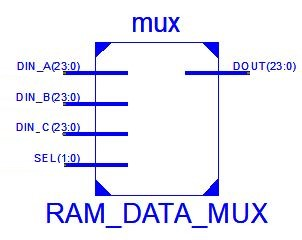 mux
DIN_A(23:0)
DOUT(23:0)
DIN_B(23:0)
DIN_C(23:0)
SEL(1:0)
RAM_DATA_MUX